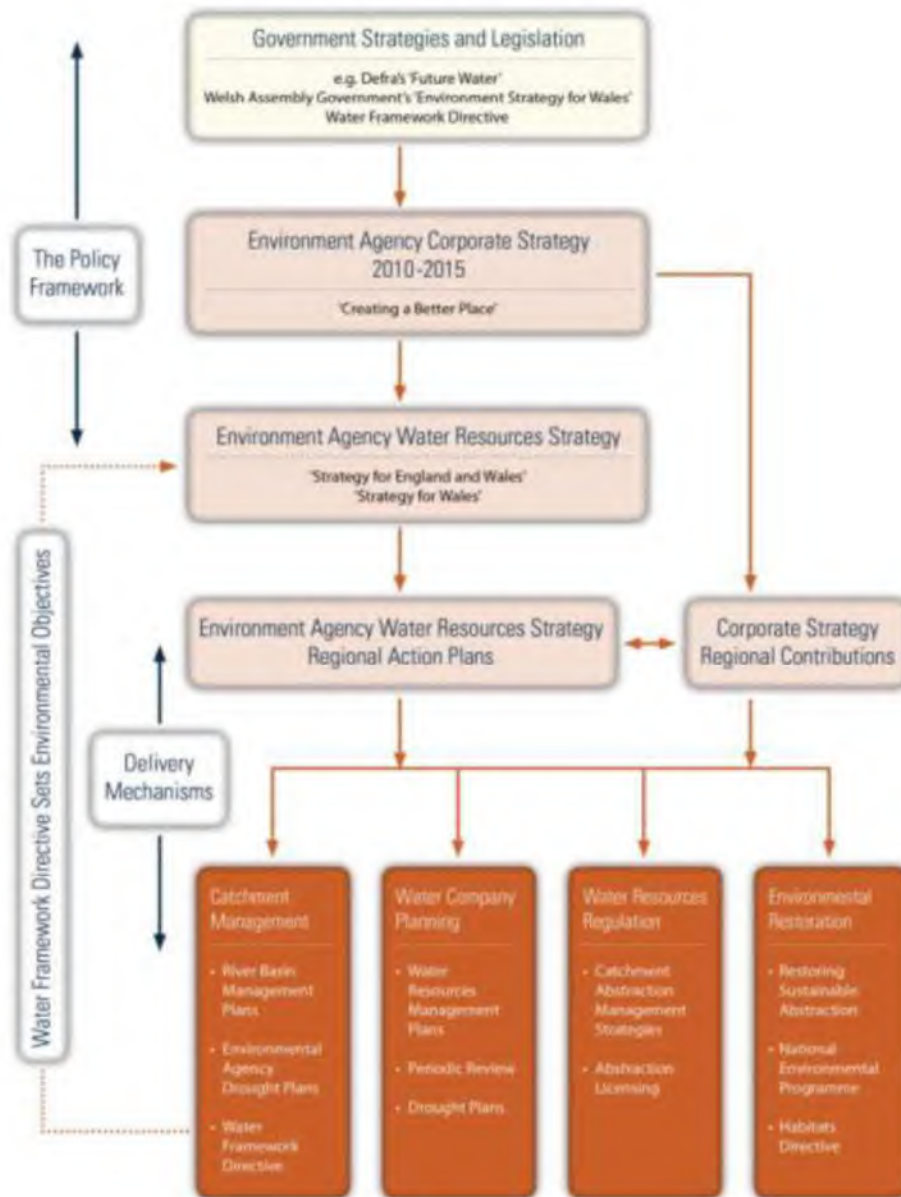 Government Strategies and Legislation
e.g. Defra's 'Future Water'
Welsh Assembly Government's 'Environment Strategy for Wales'
Water Framework Directive
The Policy
Framework
Environment Agency Corporate Strategy
2010-2015
'Creating a Better Place'
Environment Agency Water Resources Strategy
'Strategy for England and Wales'
'Strategy for Wales'
Water Framework Directive Sets Environmental Objectives
Environment Agency Water Resources Strategy
Regional Action Plans
Corporate Strategy
Regional Contributions
Delivery
Mechanisms
Catchment
Management
• River Basin
Management
Plans
• Environmental
Agency
Drought Plans
• Water
Framework
Directive
Water Company
Planning
• Water
Resources
Management
Plans
• Periodic Review
• Drought Plans
Water Resources
Regulation
• Catchment
Abstraction
Management
Strategies
• Abstraction
Licensing
Environmental
Restoration
• Restoring
Sustainable
Abstraction
• National
Environmental
Programme
• Habitats
Directive